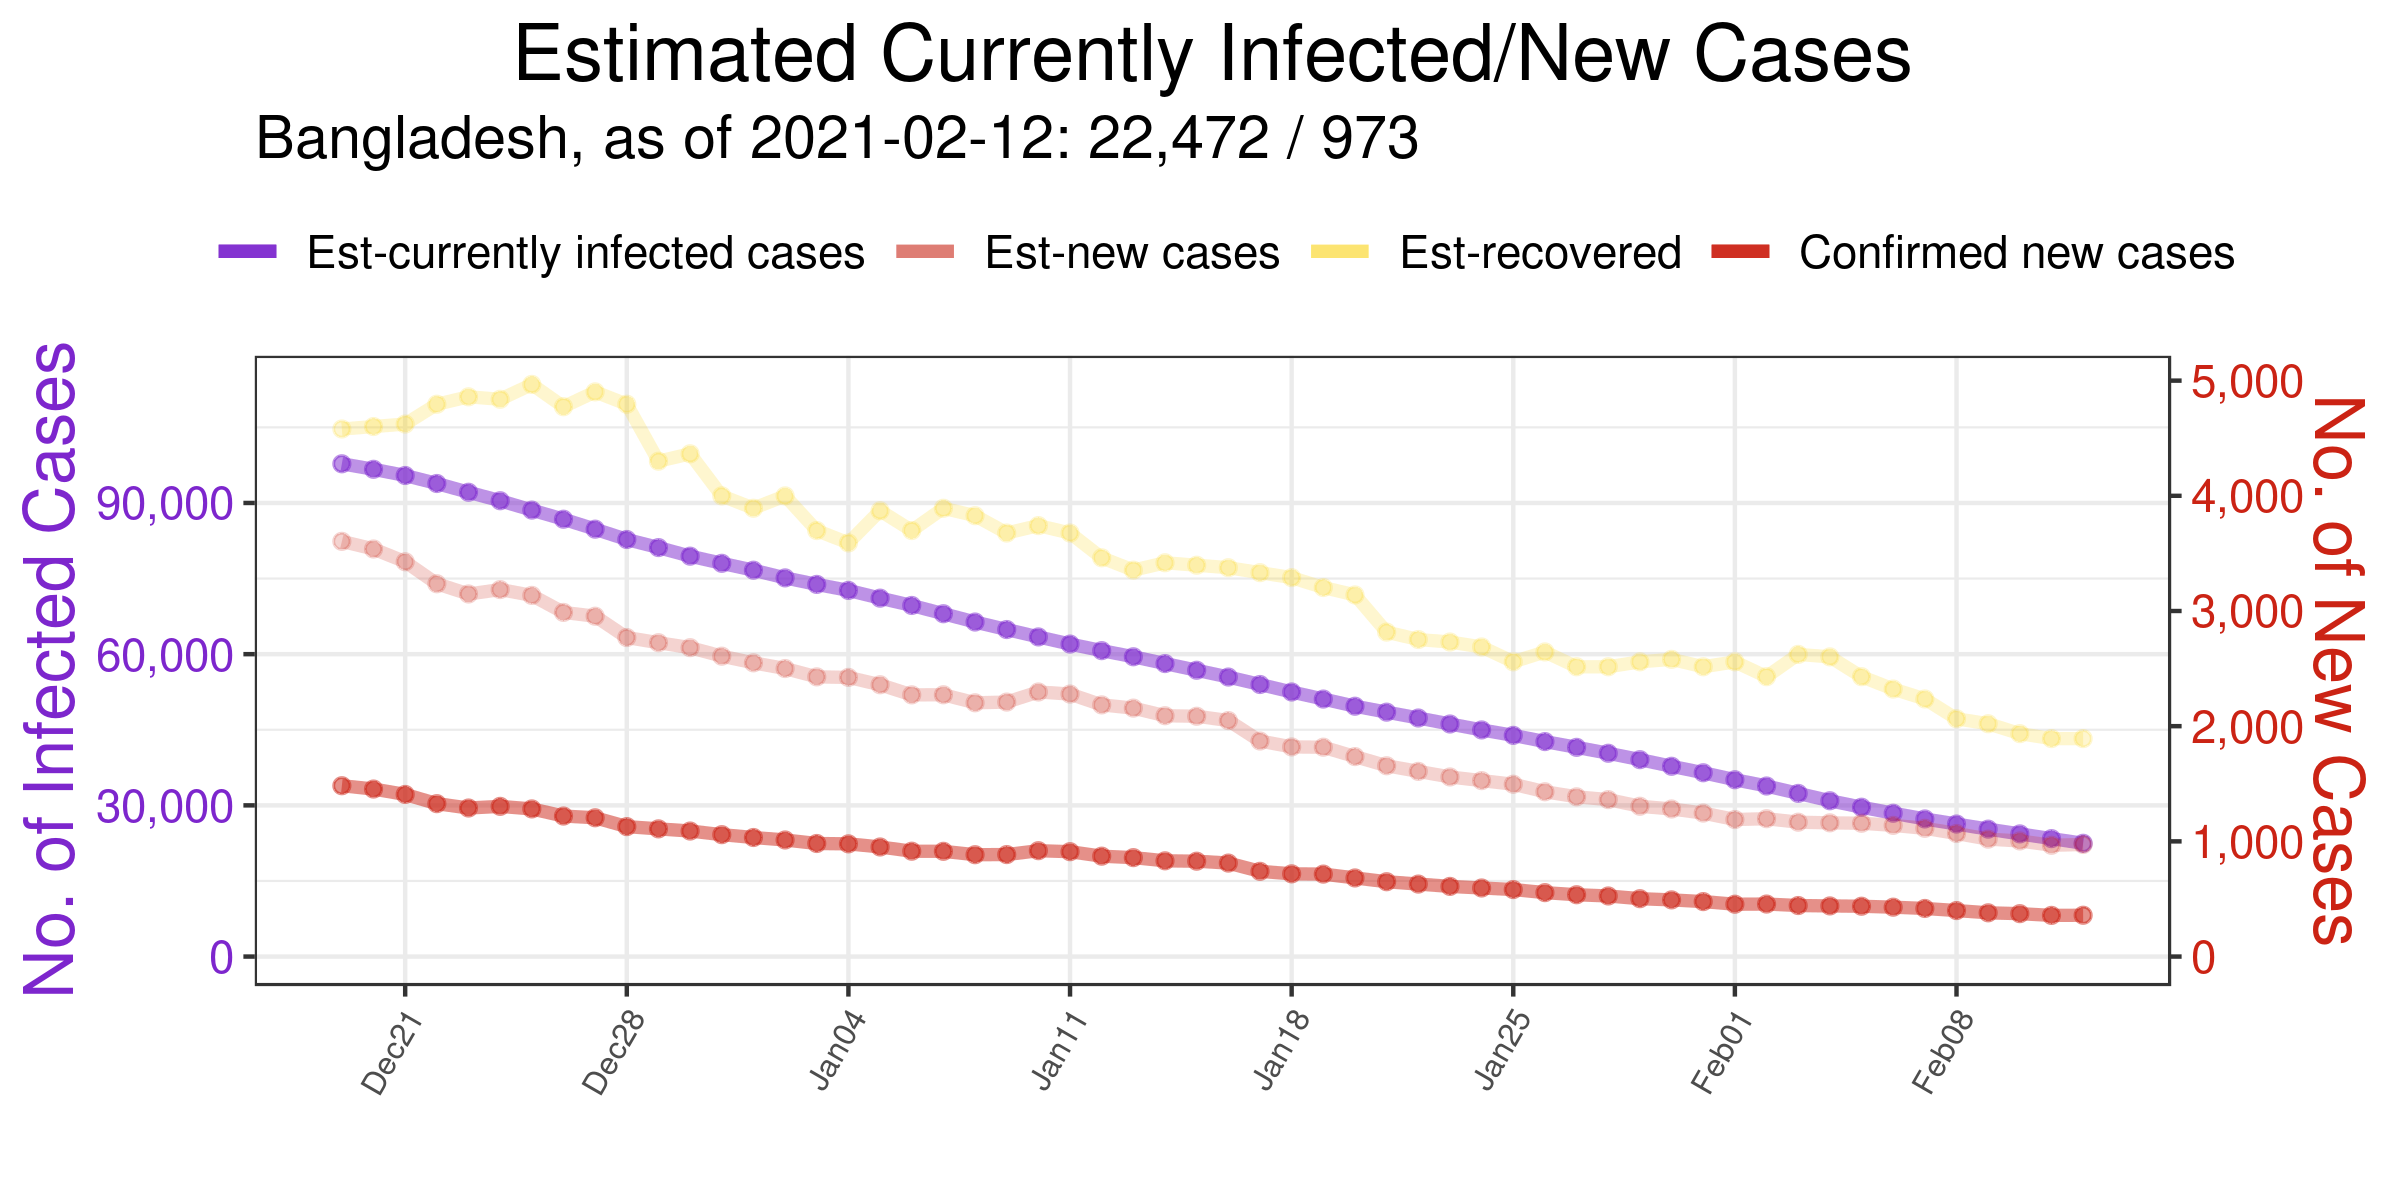 Estimated Currently Infected/New Cases
Bangladesh, as of 2021-02-12: 22,472 / 973
Est-currently infected cases Est-new cases Est-recovered Confirmed new cases
No. of Infected Cases
90,000
60,000
30,000
0
5,000
4,000
3,000
2,000
1,000
0
No. of New Cases
Dec21 Dec28 Jan04 Jan11 Jan18 Jan25 Feb01 Feb08